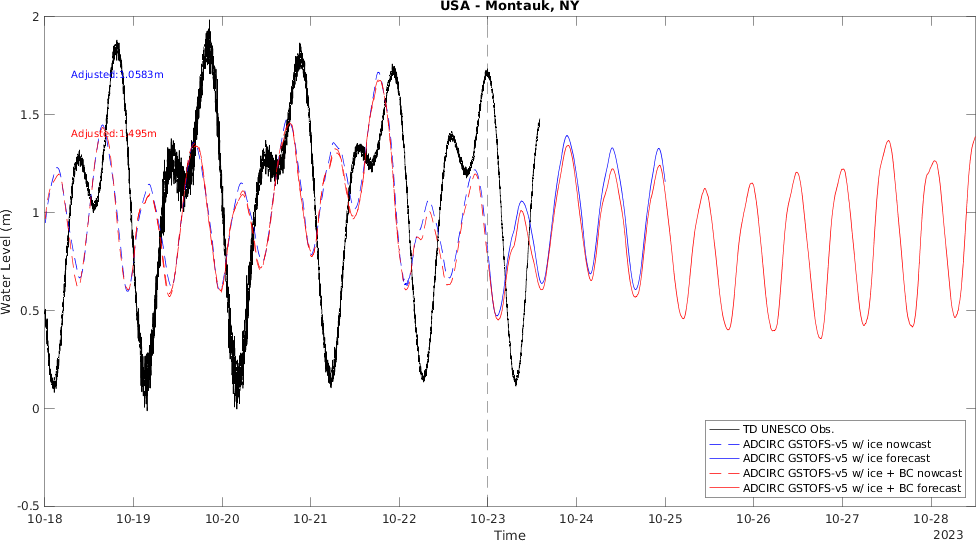 USA - Montauk, NY
2
1.5
1
0.5
0
-0.5
Water Level (m)
Adjusted:1.0583m
Adjusted:1.495m
TD UNESCO Obs.
ADCIRC GSTOFS-v5 w/ ice nowcast
ADCIRC GSTOFS-v5 w/ ice forecast
ADCIRC GSTOFS-v5 w/ ice + BC nowcast
ADCIRC GSTOFS-v5 w/ ice + BC forecast
10-18 10-19 10-20 10-21 10-22 10-23 10-24 10-25 10-26 10-27 10-28
Time
2023